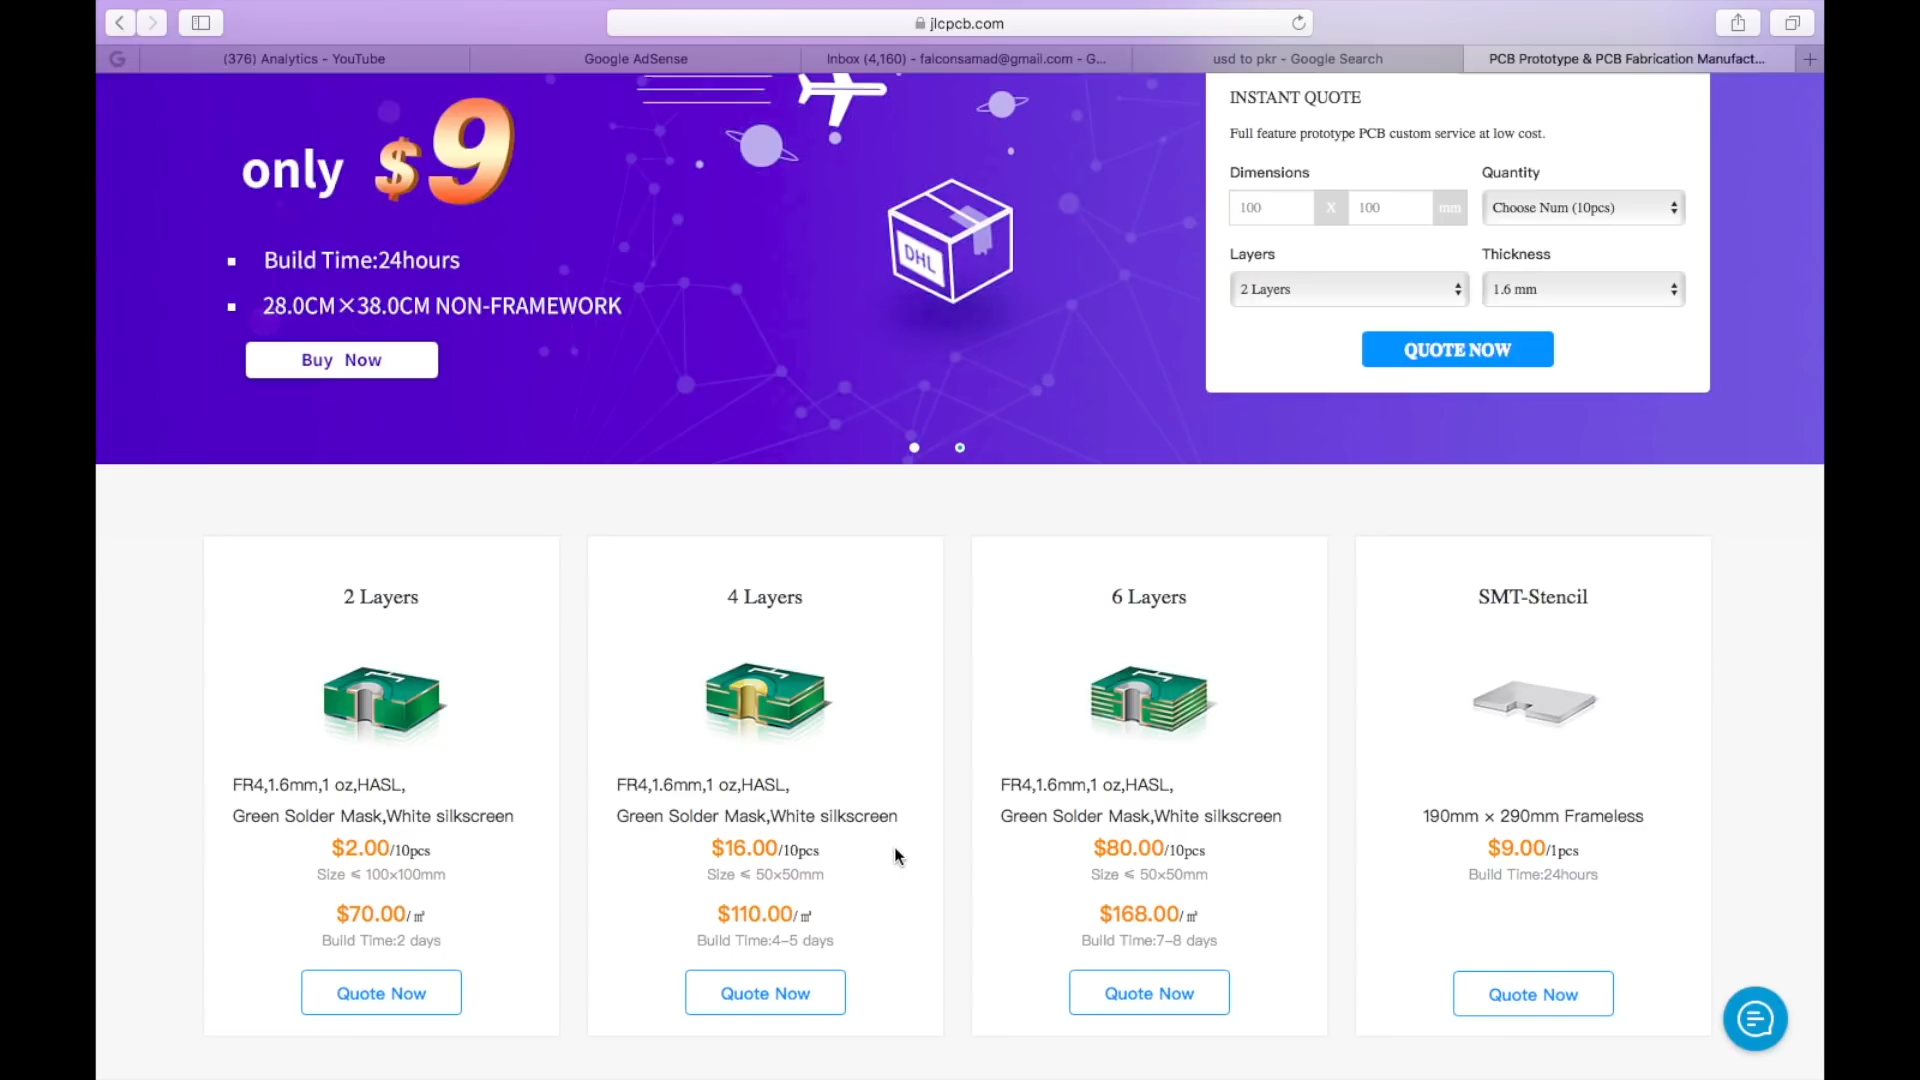 jlcpcb.com
(376) Analytics - YouTube
Google AdSense
Inbox (4,160) - falconsamad@gmail.com - G...
usd to pkr - Google Search
PCB Prototype & PCB Fabrication Manufact...
only $9
Build Time:24hours
28.0CM×38.0CM NON-FRAMEWORK
Buy Now
DHL
INSTANT QUOTE
Full feature prototype PCB custom service at low cost.
Dimensions
Quantity
100 X 100 mm
Choose Num (10pcs)
Layers
Thickness
2 Layers
1.6 mm
QUOTE NOW
2 Layers
FR4,1.6mm,1 oz,HASL,
Green Solder Mask,White silkscreen
$2.00/10pcs
Size ≤ 100×100mm
$70.00/㎡
Build Time:2 days
Quote Now
4 Layers
FR4,1.6mm,1 oz,HASL,
Green Solder Mask,White silkscreen
$16.00/10pcs
Size ≤ 50×50mm
$110.00/㎡
Build Time:4–5 days
Quote Now
6 Layers
FR4,1.6mm,1 oz,HASL,
Green Solder Mask,White silkscreen
$80.00/10pcs
Size ≤ 50×50mm
$168.00/㎡
Build Time:7–8 days
Quote Now
SMT-Stencil
190mm × 290mm Frameless
$9.00/1pcs
Build Time:24hours
Quote Now